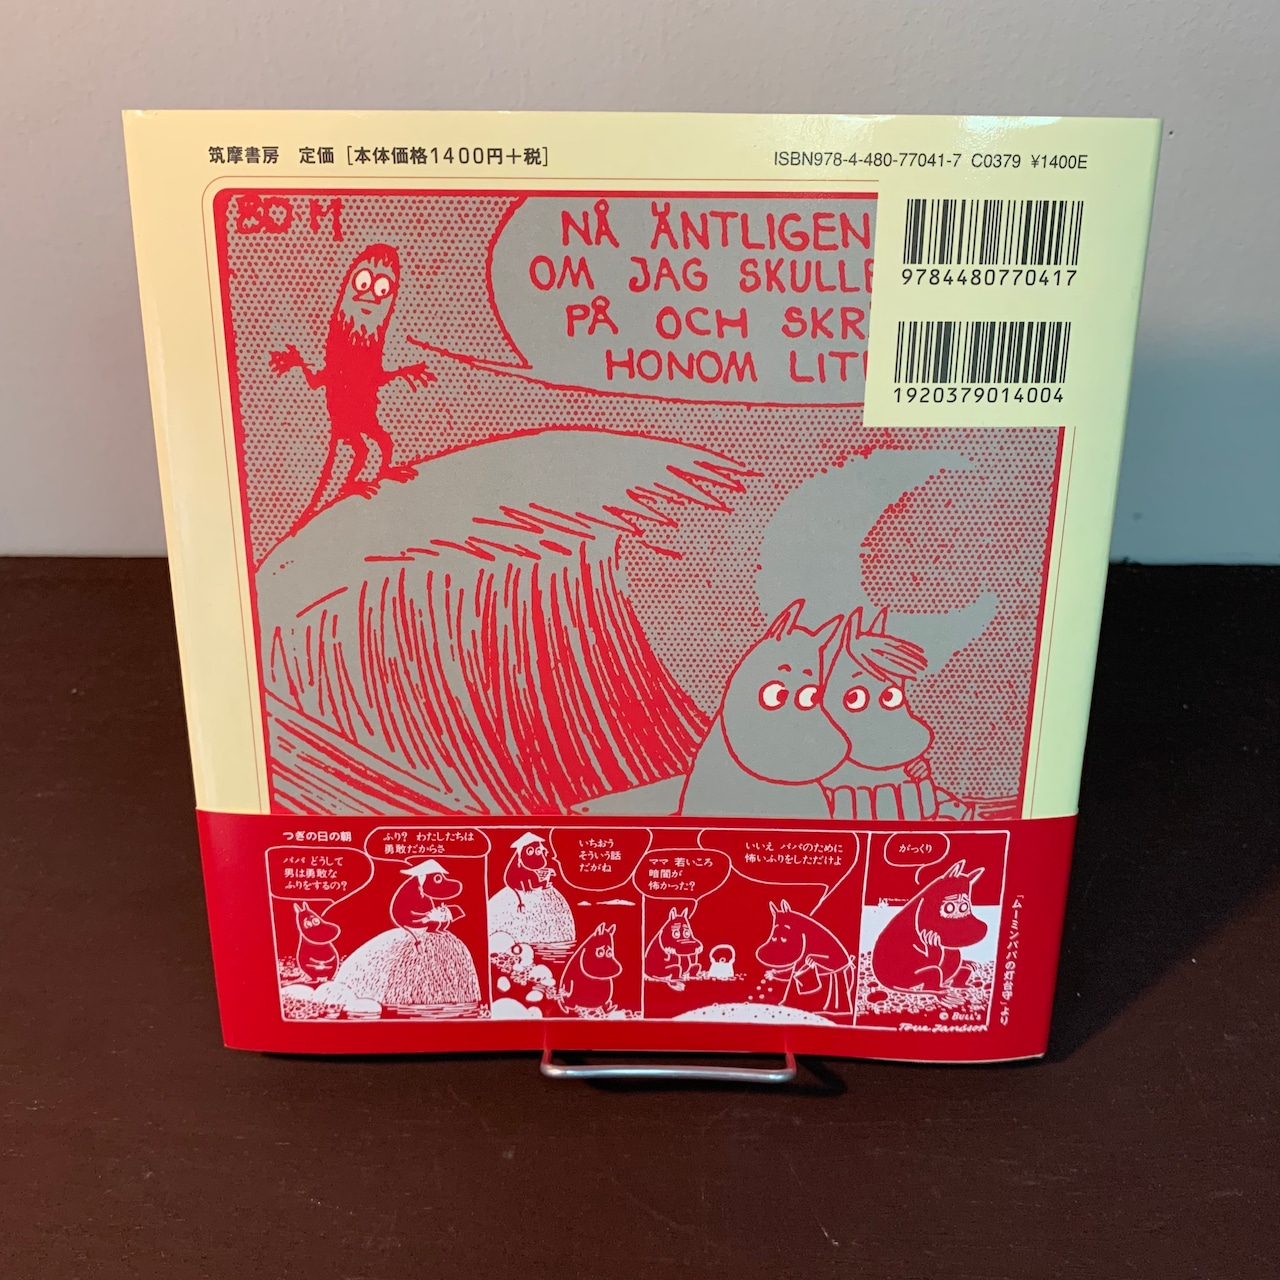 筑摩書房 定価[本体価格1400円+税]
ISBN978-4-480-77041-7 C0379 ¥1400E
9784480770417
1920379014004
NÅ ÄNTLIGEN
OM JAG SKULLE
PÅ OCH SKR
HONOM LIT
つぎの日の朝
パパ どうして
男は勇敢な
ふりをするの?
ふり? わたしたちは
勇敢だからさ
いちおう
そういう話
だがね
ママ 若いころ
暗闇が
怖かった?
いいえ パパのために
怖いふりをしただけよ
がっくり
© BULL'S
Tove Jansson